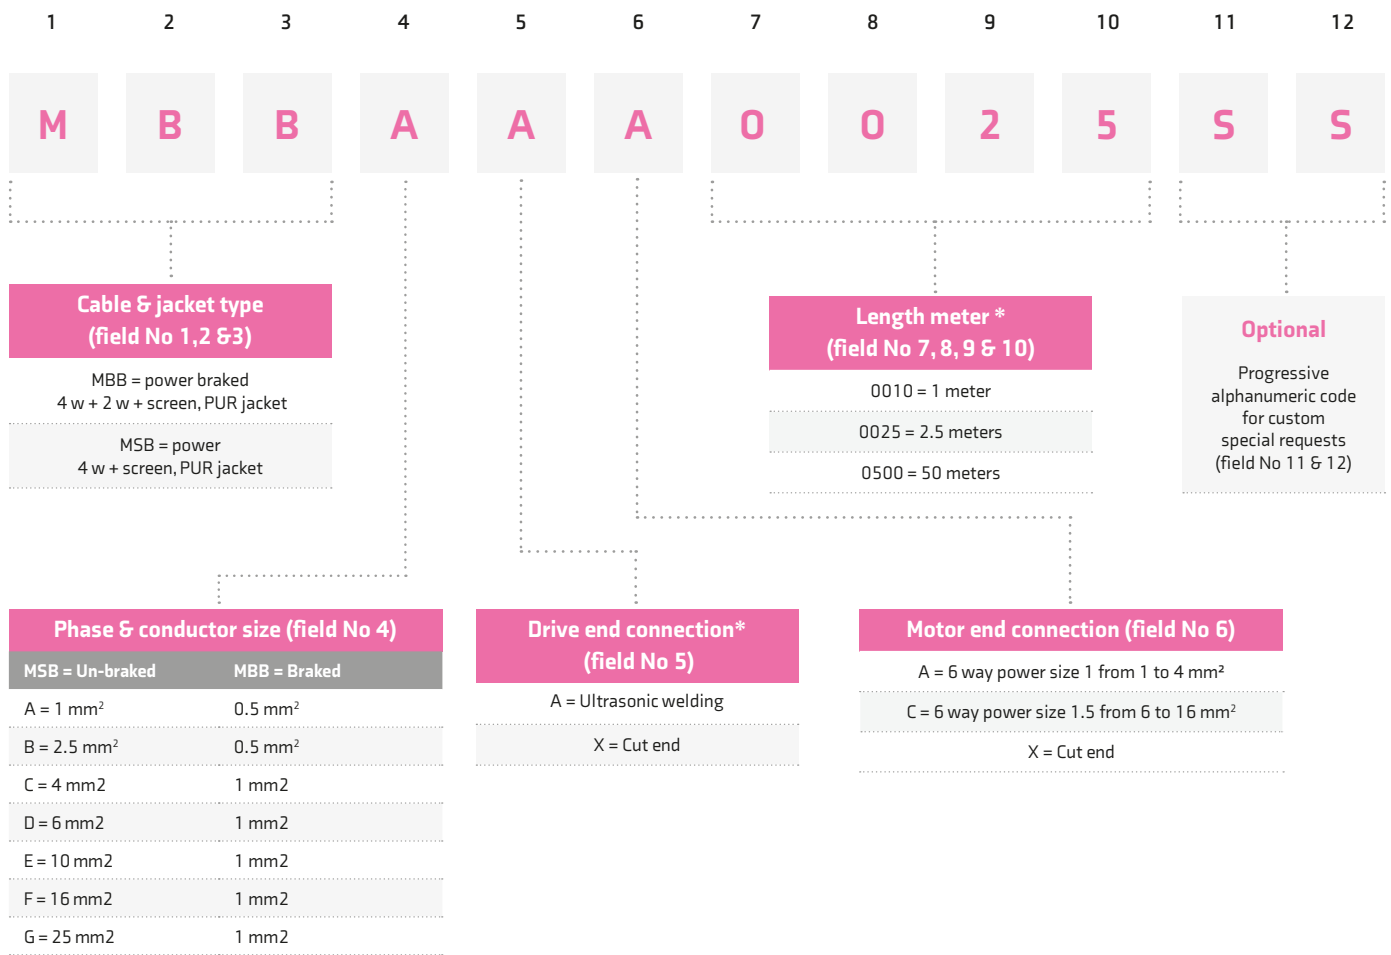 1 2 3 4 5 6 7 8 9 10 11 12
M B B A A A 0 0 2 5 S S
Cable & jacket type
(field No 1,2 &3)
MBB = power braked
4 w + 2 w + screen, PUR jacket
MSB = power
4 w + screen, PUR jacket
Length meter *
(field No 7, 8, 9 & 10)
0010 = 1 meter
0025 = 2.5 meters
0500 = 50 meters
Optional
Progressive
alphanumeric code
for custom
special requests
(field No 11 & 12)
Phase & conductor size (field No 4)
MSB = Un-braked MBB = Braked
A = 1 mm² 0.5 mm²
B = 2.5 mm² 0.5 mm²
C = 4 mm2 1 mm2
D = 6 mm2 1 mm2
E = 10 mm2 1 mm2
F = 16 mm2 1 mm2
G = 25 mm2 1 mm2
Drive end connection*
(field No 5)
A = Ultrasonic welding
X = Cut end
Motor end connection (field No 6)
A = 6 way power size 1 from 1 to 4 mm²
C = 6 way power size 1.5 from 6 to 16 mm²
X = Cut end